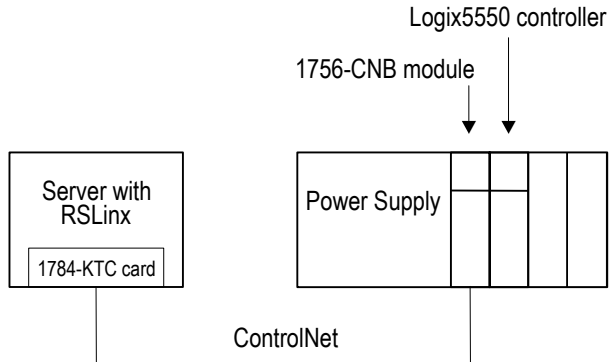 Logix5550 controller
1756-CNB module
Server with
RSLinx
1784-KTC card
Power Supply
ControlNet